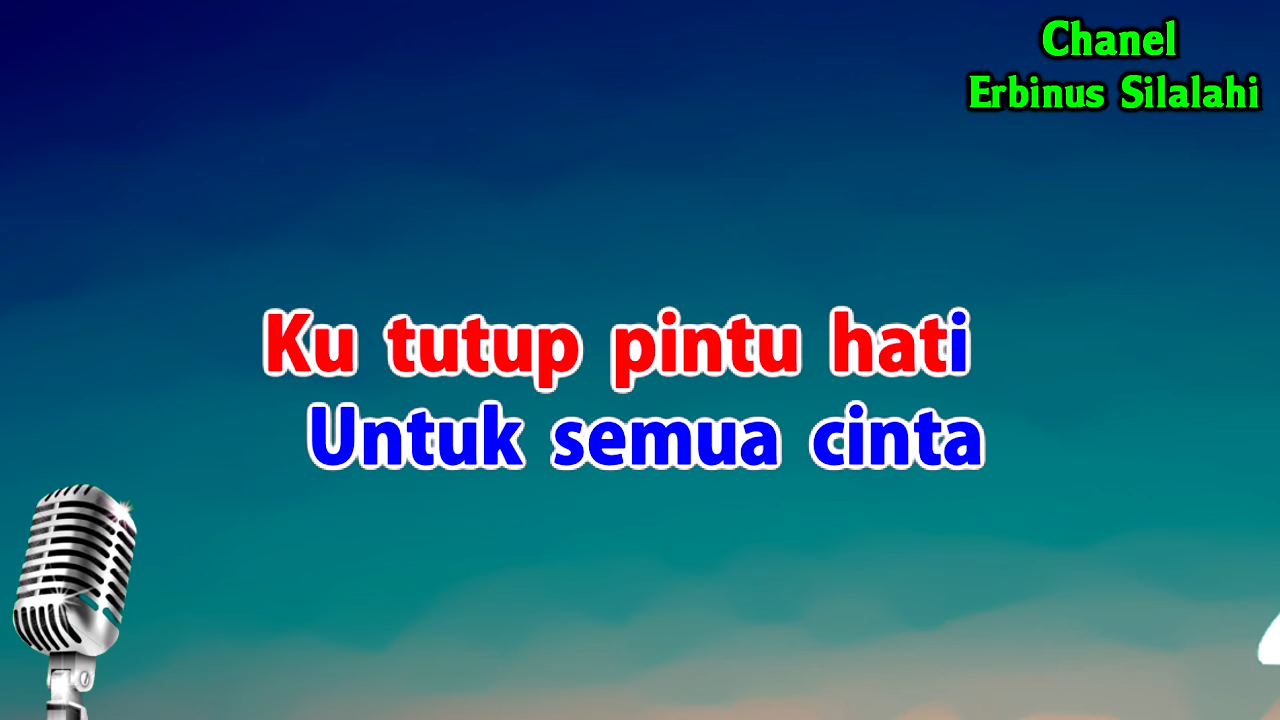 Chanel
Erbinus Silalahi
Ku tutup pintu hati
Untuk semua cinta